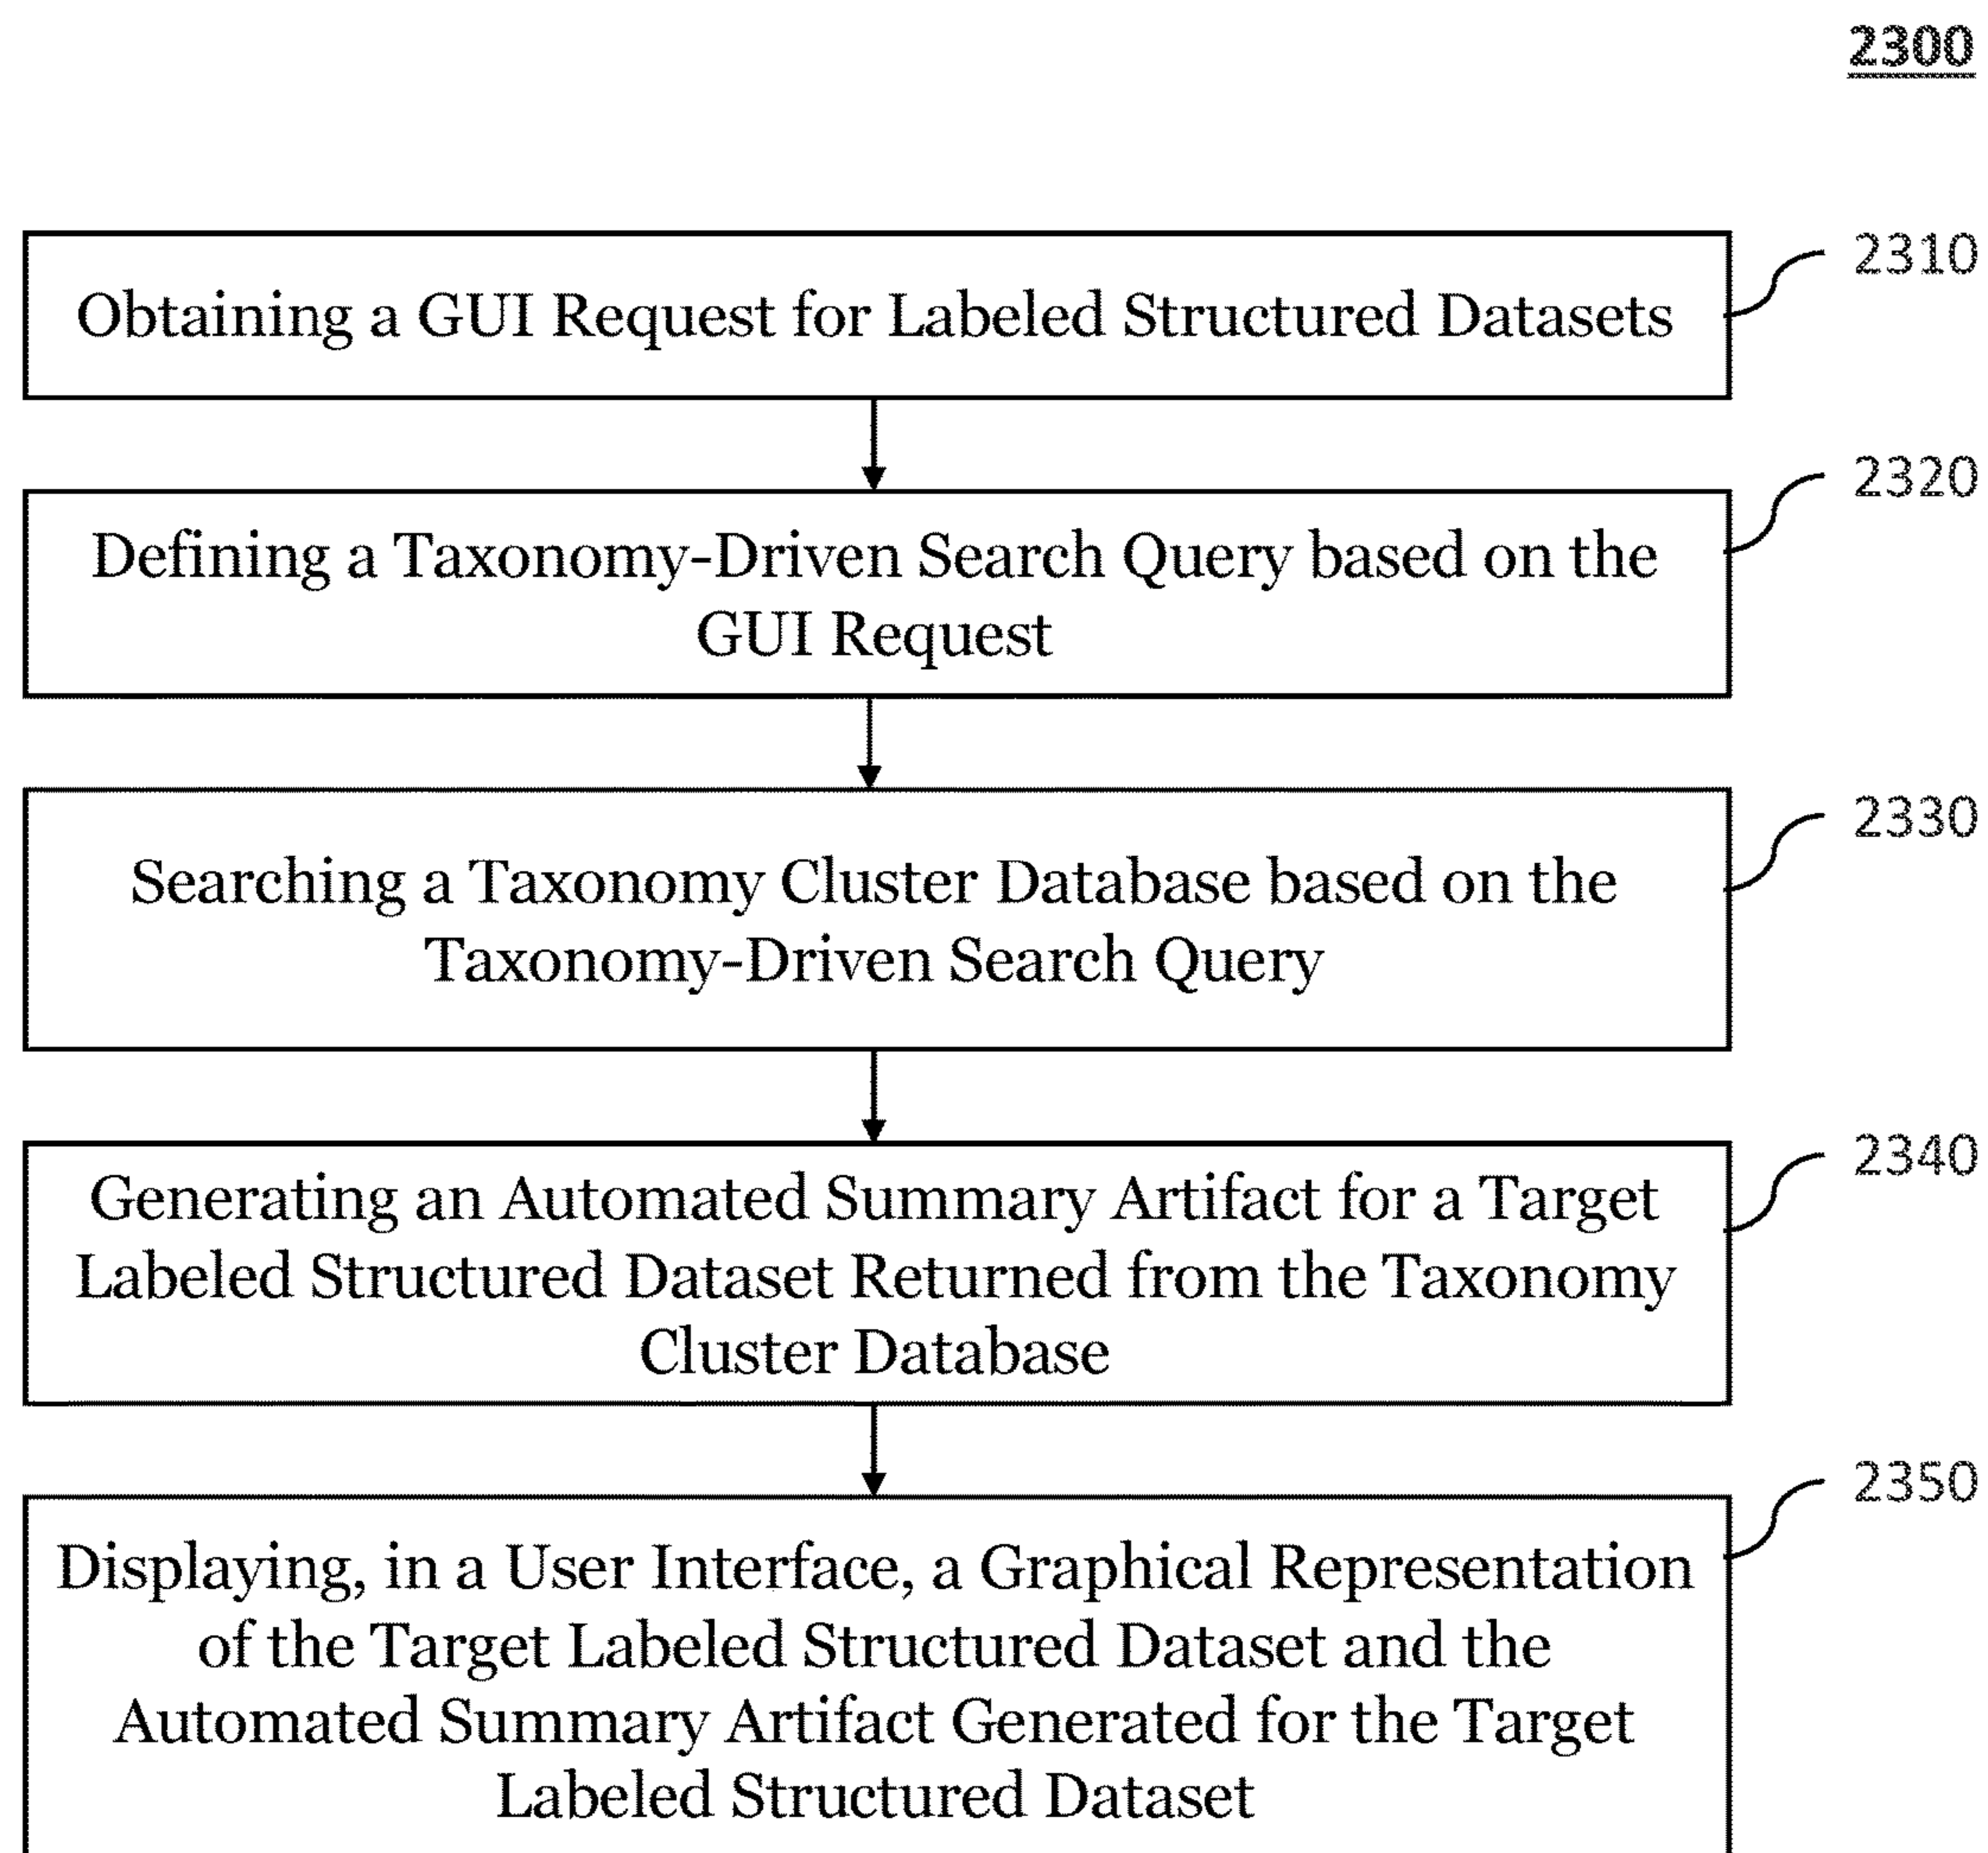 2300
Obtaining a GUI Request for Labeled Structured Datasets
2310
Defining a Taxonomy-Driven Search Query based on the
GUI Request
2320
Searching a Taxonomy Cluster Database based on the
Taxonomy-Driven Search Query
2330
Generating an Automated Summary Artifact for a Target
Labeled Structured Dataset Returned from the Taxonomy
Cluster Database
2340
Displaying, in a User Interface, a Graphical Representation
of the Target Labeled Structured Dataset and the
Automated Summary Artifact Generated for the Target
Labeled Structured Dataset
2350